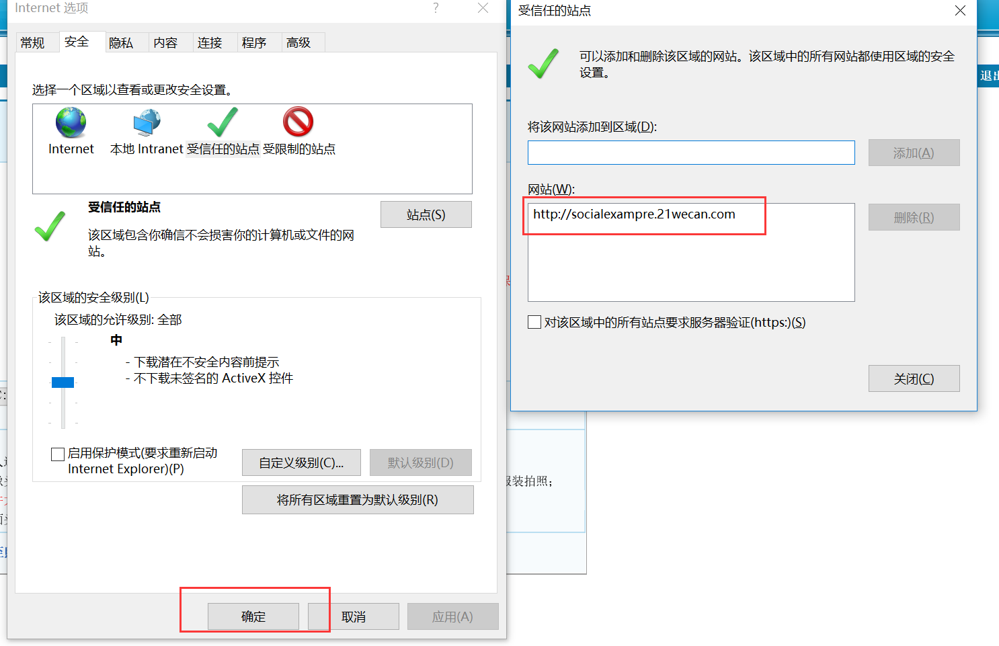 Internet 选项
常规
安全
隐私
内容
连接
程序
高级
选择一个区域以查看或更改安全设置。
Internet
本地 Intranet
受信任的站点
受限制的站点
受信任的站点
站点(S)
该区域包含你确信不会损害你的计算机或文件的网
站。
该区域的安全级别(L)
该区域的允许级别: 全部
中
- 下载潜在不安全内容前提示
- 不下载未签名的 ActiveX 控件
启用保护模式(要求重新启动
Internet Explorer)(P)
自定义级别(C)...
默认级别(D)
将所有区域重置为默认级别(R)
确定
取消
应用(A)
受信任的站点
可以添加和删除该区域的网站。该区域中的所有网站都使用区域的安全
设置。
将该网站添加到区域(D):
添加(A)
网站(W):
http://socialexampre.21wecan.com
删除(R)
对该区域中的所有站点要求服务器验证(https:)(S)
关闭(C)
退出
服装拍照；